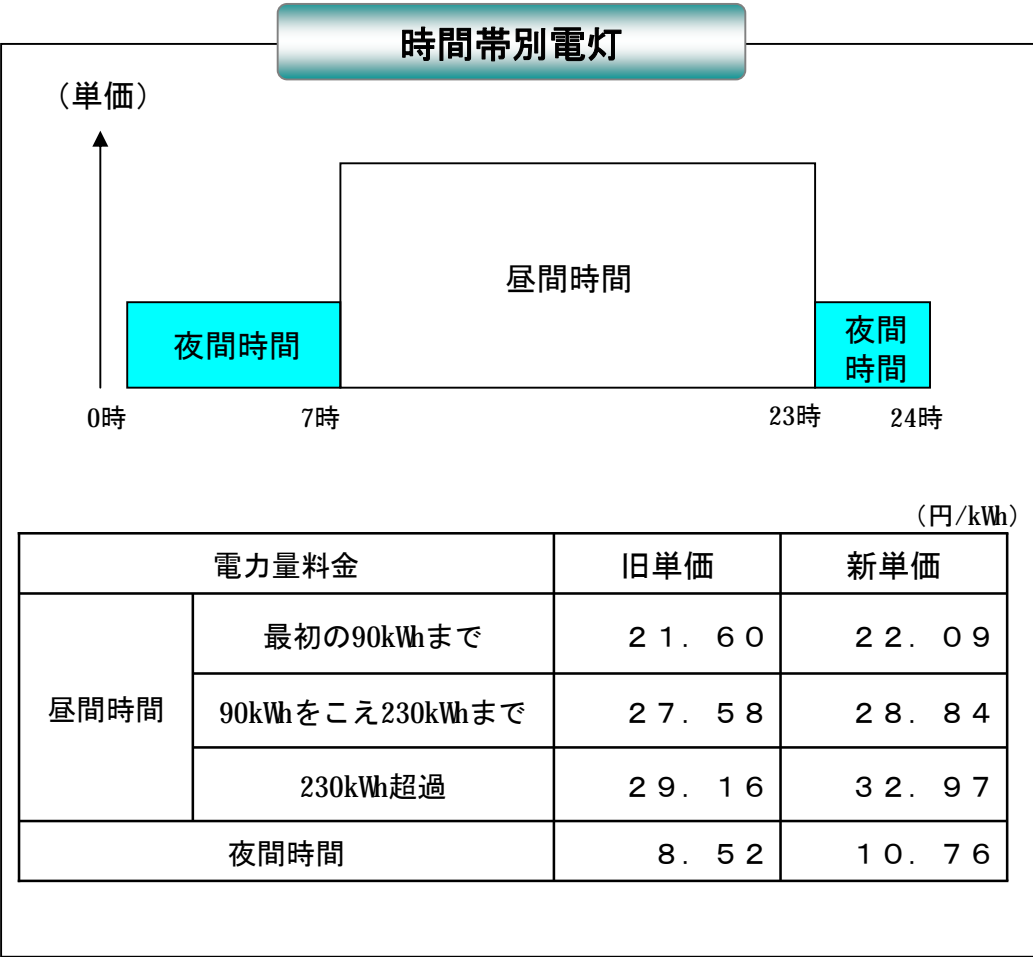 時間帯別電灯
（単価）
昼間時間
夜間時間
夜間
時間
0時 7時 23時 24時
（円/kWh）
電力量料金 旧単価 新単価
昼間時間
最初の90kWhまで ２１．６０ ２２．０９
90kWhをこえ230kWhまで ２７．５８ ２８．８４
230kWh超過 ２９．１６ ３２．９７
夜間時間 ８．５２ １０．７６